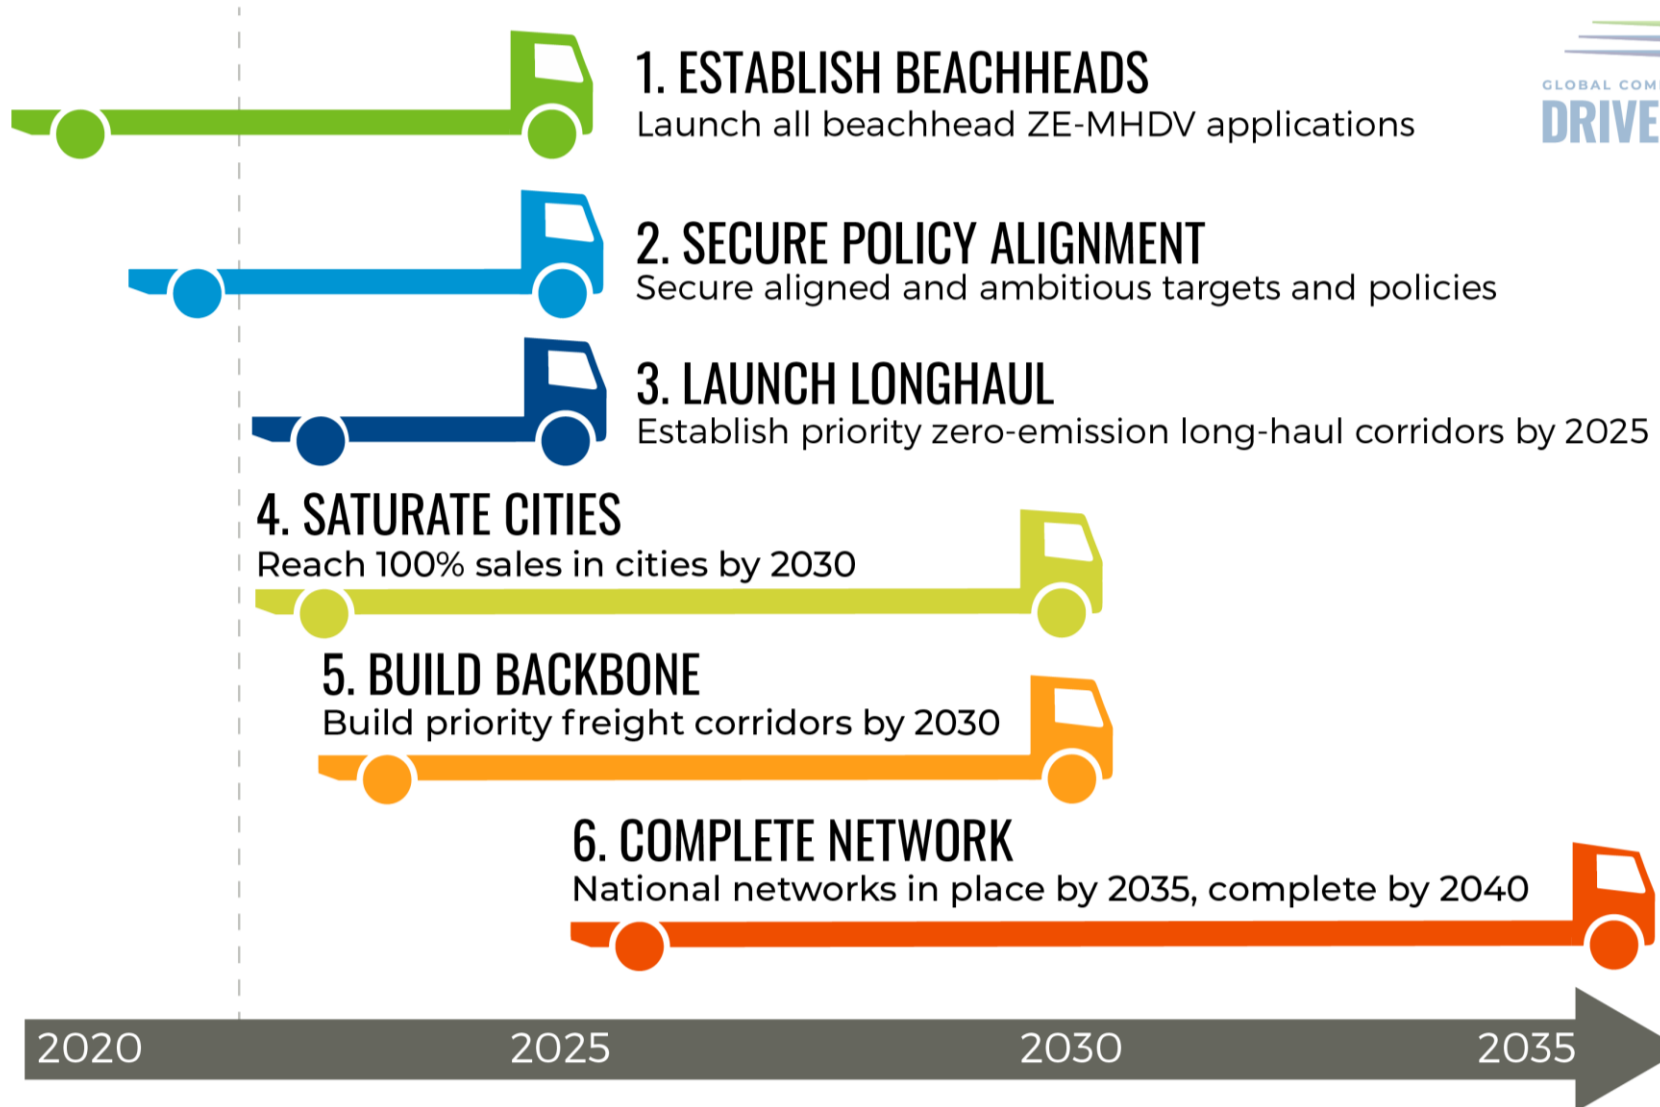 1. ESTABLISH BEACHHEADS
Launch all beachhead ZE-MHDV applications
GLOBAL
DRIVE
2. SECURE POLICY ALIGNMENT
Secure aligned and ambitious targets and policies
3. LAUNCH LONGHAUL
Establish priority zero-emission long-haul corridors by 2025
4. SATURATE CITIES
Reach 100% sales in cities by 2030
5. BUILD BACKBONE
Build priority freight corridors by 2030
6. COMPLETE NETWORK
National networks in place by 2035, complete by 2040
2020 2025 2030 2035